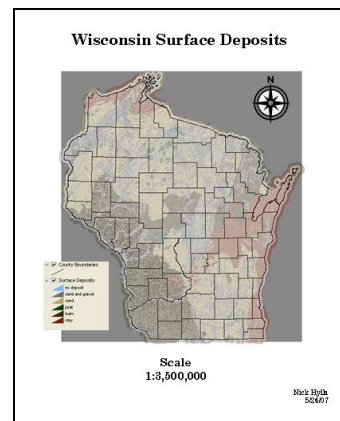 Wisconsin Surface Deposits
N
County Boundaries
Surface Deposits
no deposit
sand and gravel
sand
peat
loam
clay
Scale
1:3,500,000
Nick Hylla
5/24/07